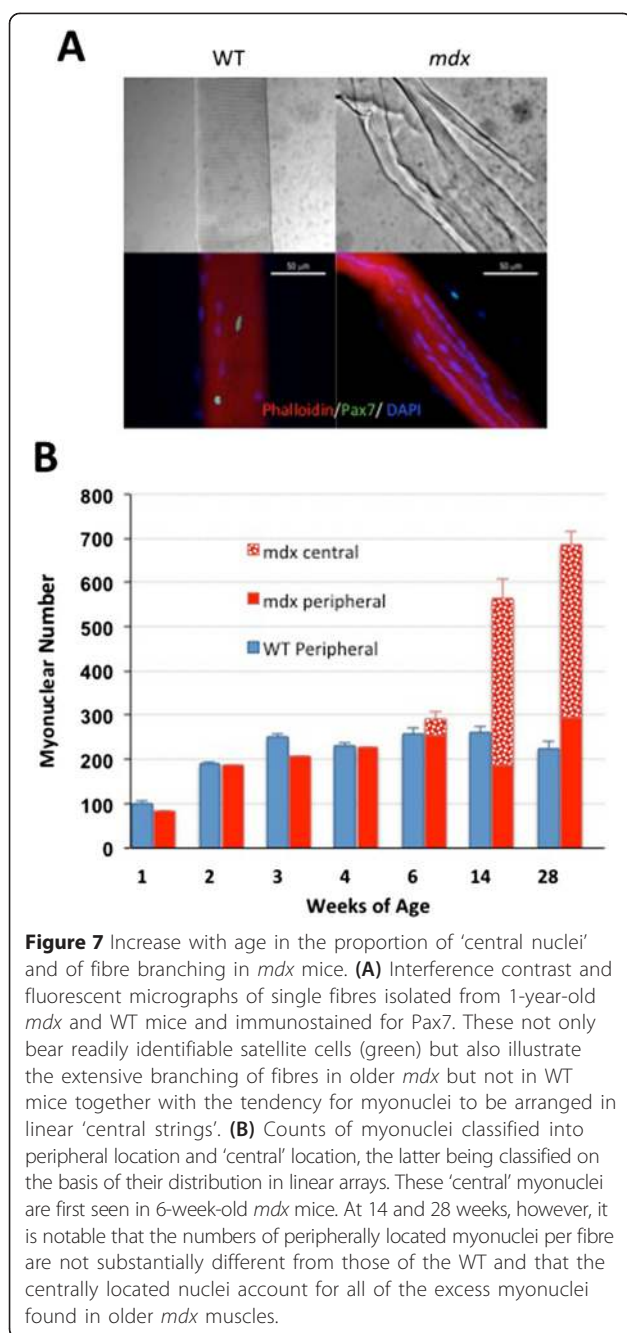 A
WT mdx
50 µm 50 µm
Phalloidin/Pax7/ DAPI
B
800
700
600
500
400
300
200
100
0
Myonuclear Number
mdx central
mdx peripheral
WT Peripheral
1 2 3 4 6 14 28
Weeks of Age
Figure 7 Increase with age in the proportion of ‘central nuclei’
and of fibre branching in mdx mice. (A) Interference contrast and
fluorescent micrographs of single fibres isolated from 1-year-old
mdx and WT mice and immunostained for Pax7. These not only
bear readily identifiable satellite cells (green) but also illustrate
the extensive branching of fibres in older mdx but not in WT
mice together with the tendency for myonuclei to be arranged in
linear ‘central strings’. (B) Counts of myonuclei classified into
peripheral location and ‘central’ location, the latter being classified on
the basis of their distribution in linear arrays. These ‘central’ myonuclei
are first seen in 6-week-old mdx mice. At 14 and 28 weeks, however, it
is notable that the numbers of peripherally located myonuclei per fibre
are not substantially different from those of the WT and that the
centrally located nuclei account for all of the excess myonuclei
found in older mdx muscles.